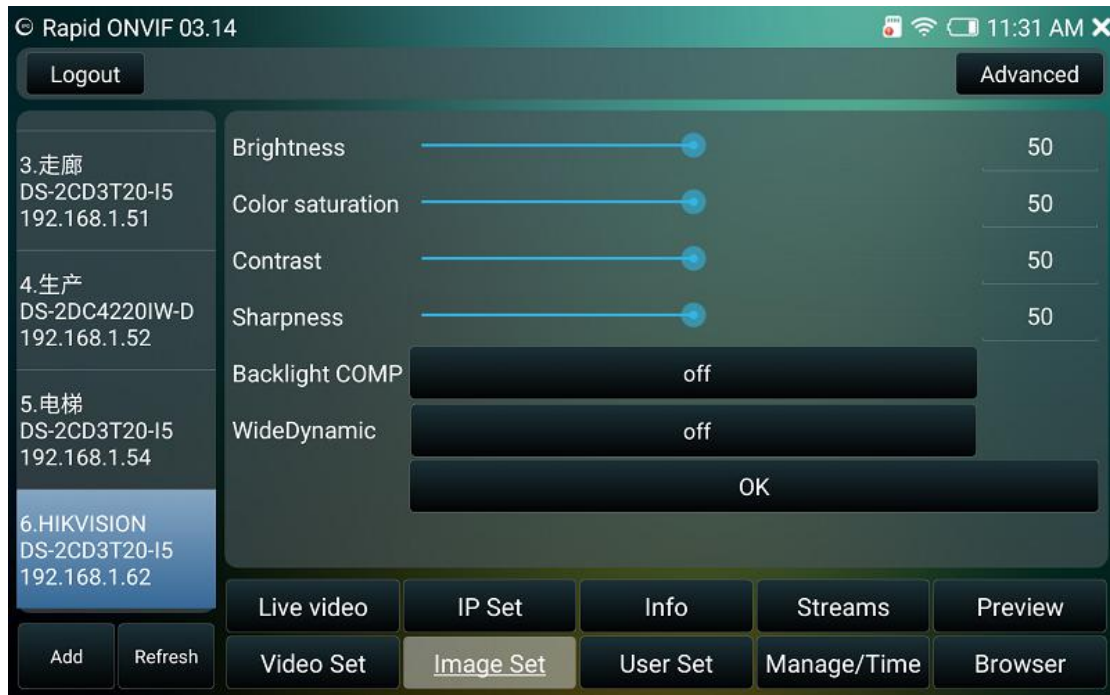 Rapid ONVIF 03.14
11:31 AM
Logout
Advanced
3.走廊
DS-2CD3T20-I5
192.168.1.51
4.生产
DS-2DC4220IW-D
192.168.1.52
5.电梯
DS-2CD3T20-I5
192.168.1.54
6.HIKVISION
DS-2CD3T20-I5
192.168.1.62
Add
Refresh
Brightness 50
Color saturation 50
Contrast 50
Sharpness 50
Backlight COMP off
WideDynamic off
OK
Live video IP Set Info Streams Preview
Video Set Image Set User Set Manage/Time Browser